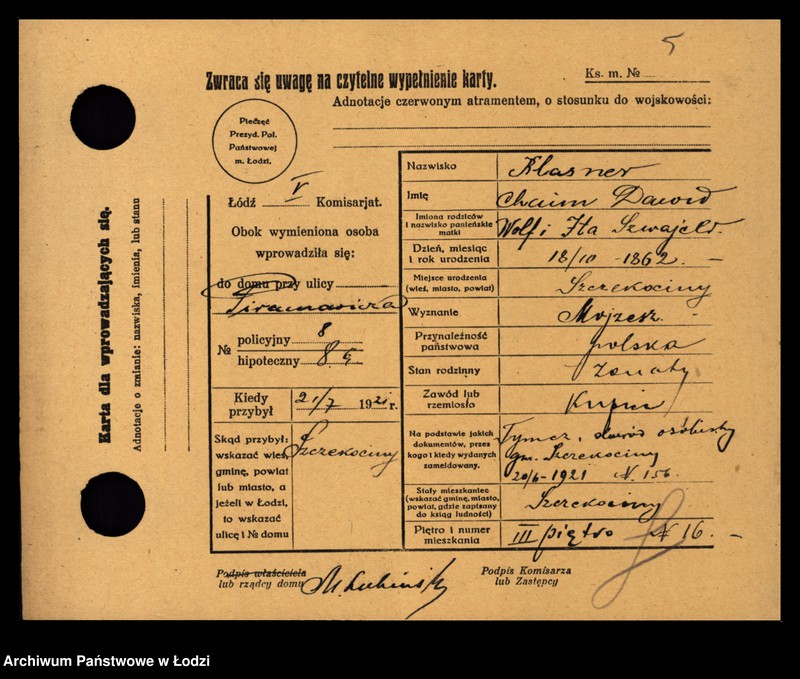 5
Zwraca się uwagę na czytelne wypełnienie karty.
Ks. m. №
Adnotacje czerwonym atramentem, o stosunku do wojskowości:
Pieczęć
Prezyd. Pol.
Państwowej
m. Łodzi.
Karta dla wprowadzających się.
Adnotacje o zmianie: nazwiska, imienia, lub stanu
Łódź V Komisarjat.
Obok wymieniona osoba
wprowadziła się:
do domu przy ulicy
Piramowicza
№ policyjny 8
hipoteczny 8
Kiedy przybył 21/7 1921 r.
Skąd przybył:
wskazać wieś,
gminę, powiat
lub miasto, a
jeżeli w Łodzi,
to wskazać
ulicę i № domu
Szczekociny
Nazwisko Klasner
Imię Chaim Dawid
Imiona rodziców i nazwisko panieńskie matki Wolf i Ita Szwajcld.
Dzień, miesiąc i rok urodzenia 18/10 - 1862. —
Miejsce urodzenia (wieś, miasto, powiat) Szczekociny
Wyznanie Mojżesz. -
Przynależność państwowa polska
Stan rodzinny żonaty
Zawód lub rzemiosło Kupiec
Na podstawie jakich dokumentów, przez kogo i kiedy wydanych zameldowany.
Tymcz. dowód osobisty
gm. Szczekociny
20/6 - 1921 N. 156
Stały mieszkaniec (wskazać gminę, miasto, powiat, gdzie zapisany do ksiąg ludności) Szczekociny
Piętro i numer mieszkania III piętro N 16. —
Podpis właściciela
lub rządcy domu
M. Lubiński
Podpis Komisarza
lub Zastępcy
Archiwum Państwowe w Łodzi